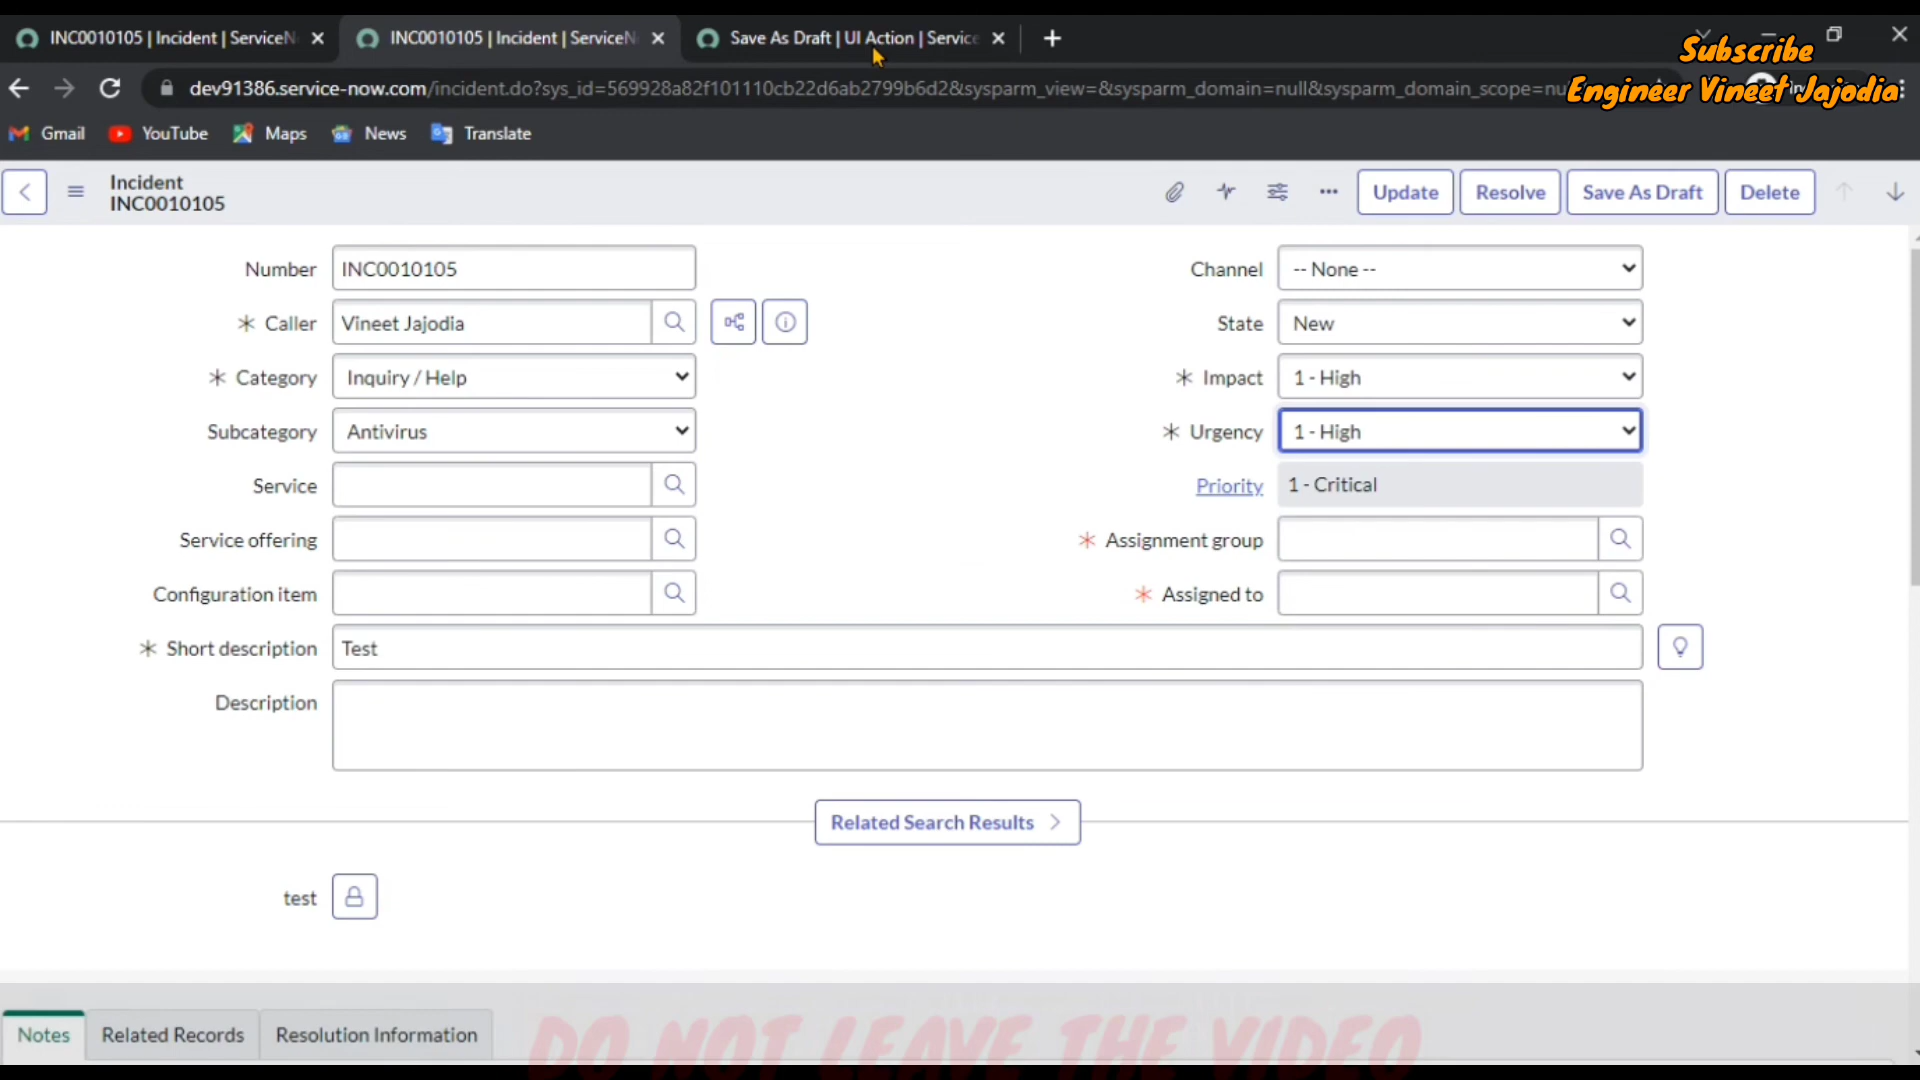 INC0010105 | Incident | ServiceN
INC0010105 | Incident | ServiceN
Save As Draft | UI Action | Service
Subscribe
Engineer Vineet Jajodia
dev91386.service-now.com/incident.do?sys_id=569928a82f101110cb22d6ab2799b6d2&sysparm_view=&sysparm_domain=null&sysparm_domain_scope=nu
Gmail
YouTube
Maps
News
Translate
Incident
INC0010105
Update
Resolve
Save As Draft
Delete
Number INC0010105
Channel -- None --
* Caller Vineet Jajodia
State New
* Category Inquiry / Help
* Impact 1 - High
Subcategory Antivirus
* Urgency 1 - High
Service
Priority 1 - Critical
Service offering
* Assignment group
Configuration item
* Assigned to
* Short description Test
Description
Related Search Results
test
Notes
Related Records
Resolution Information
DO NOT LEAVE THE VIDEO